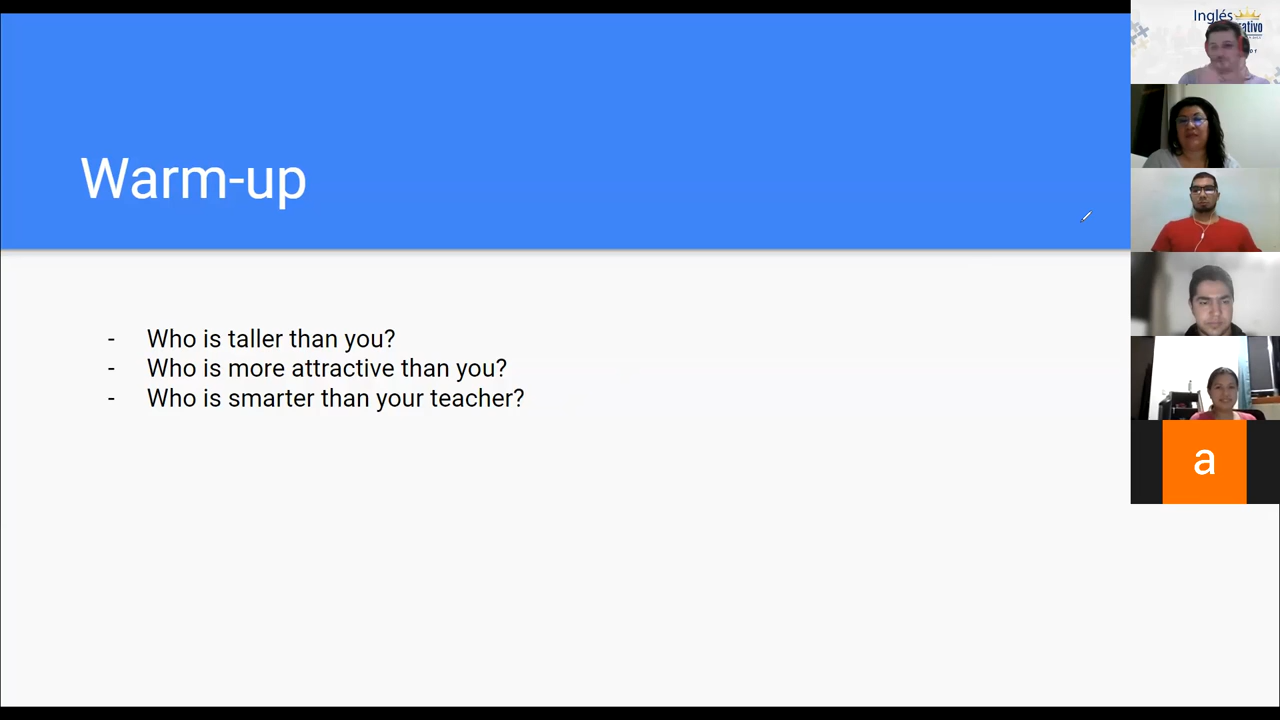 Warm-up
- Who is taller than you?
- Who is more attractive than you?
- Who is smarter than your teacher?
Inglés
a